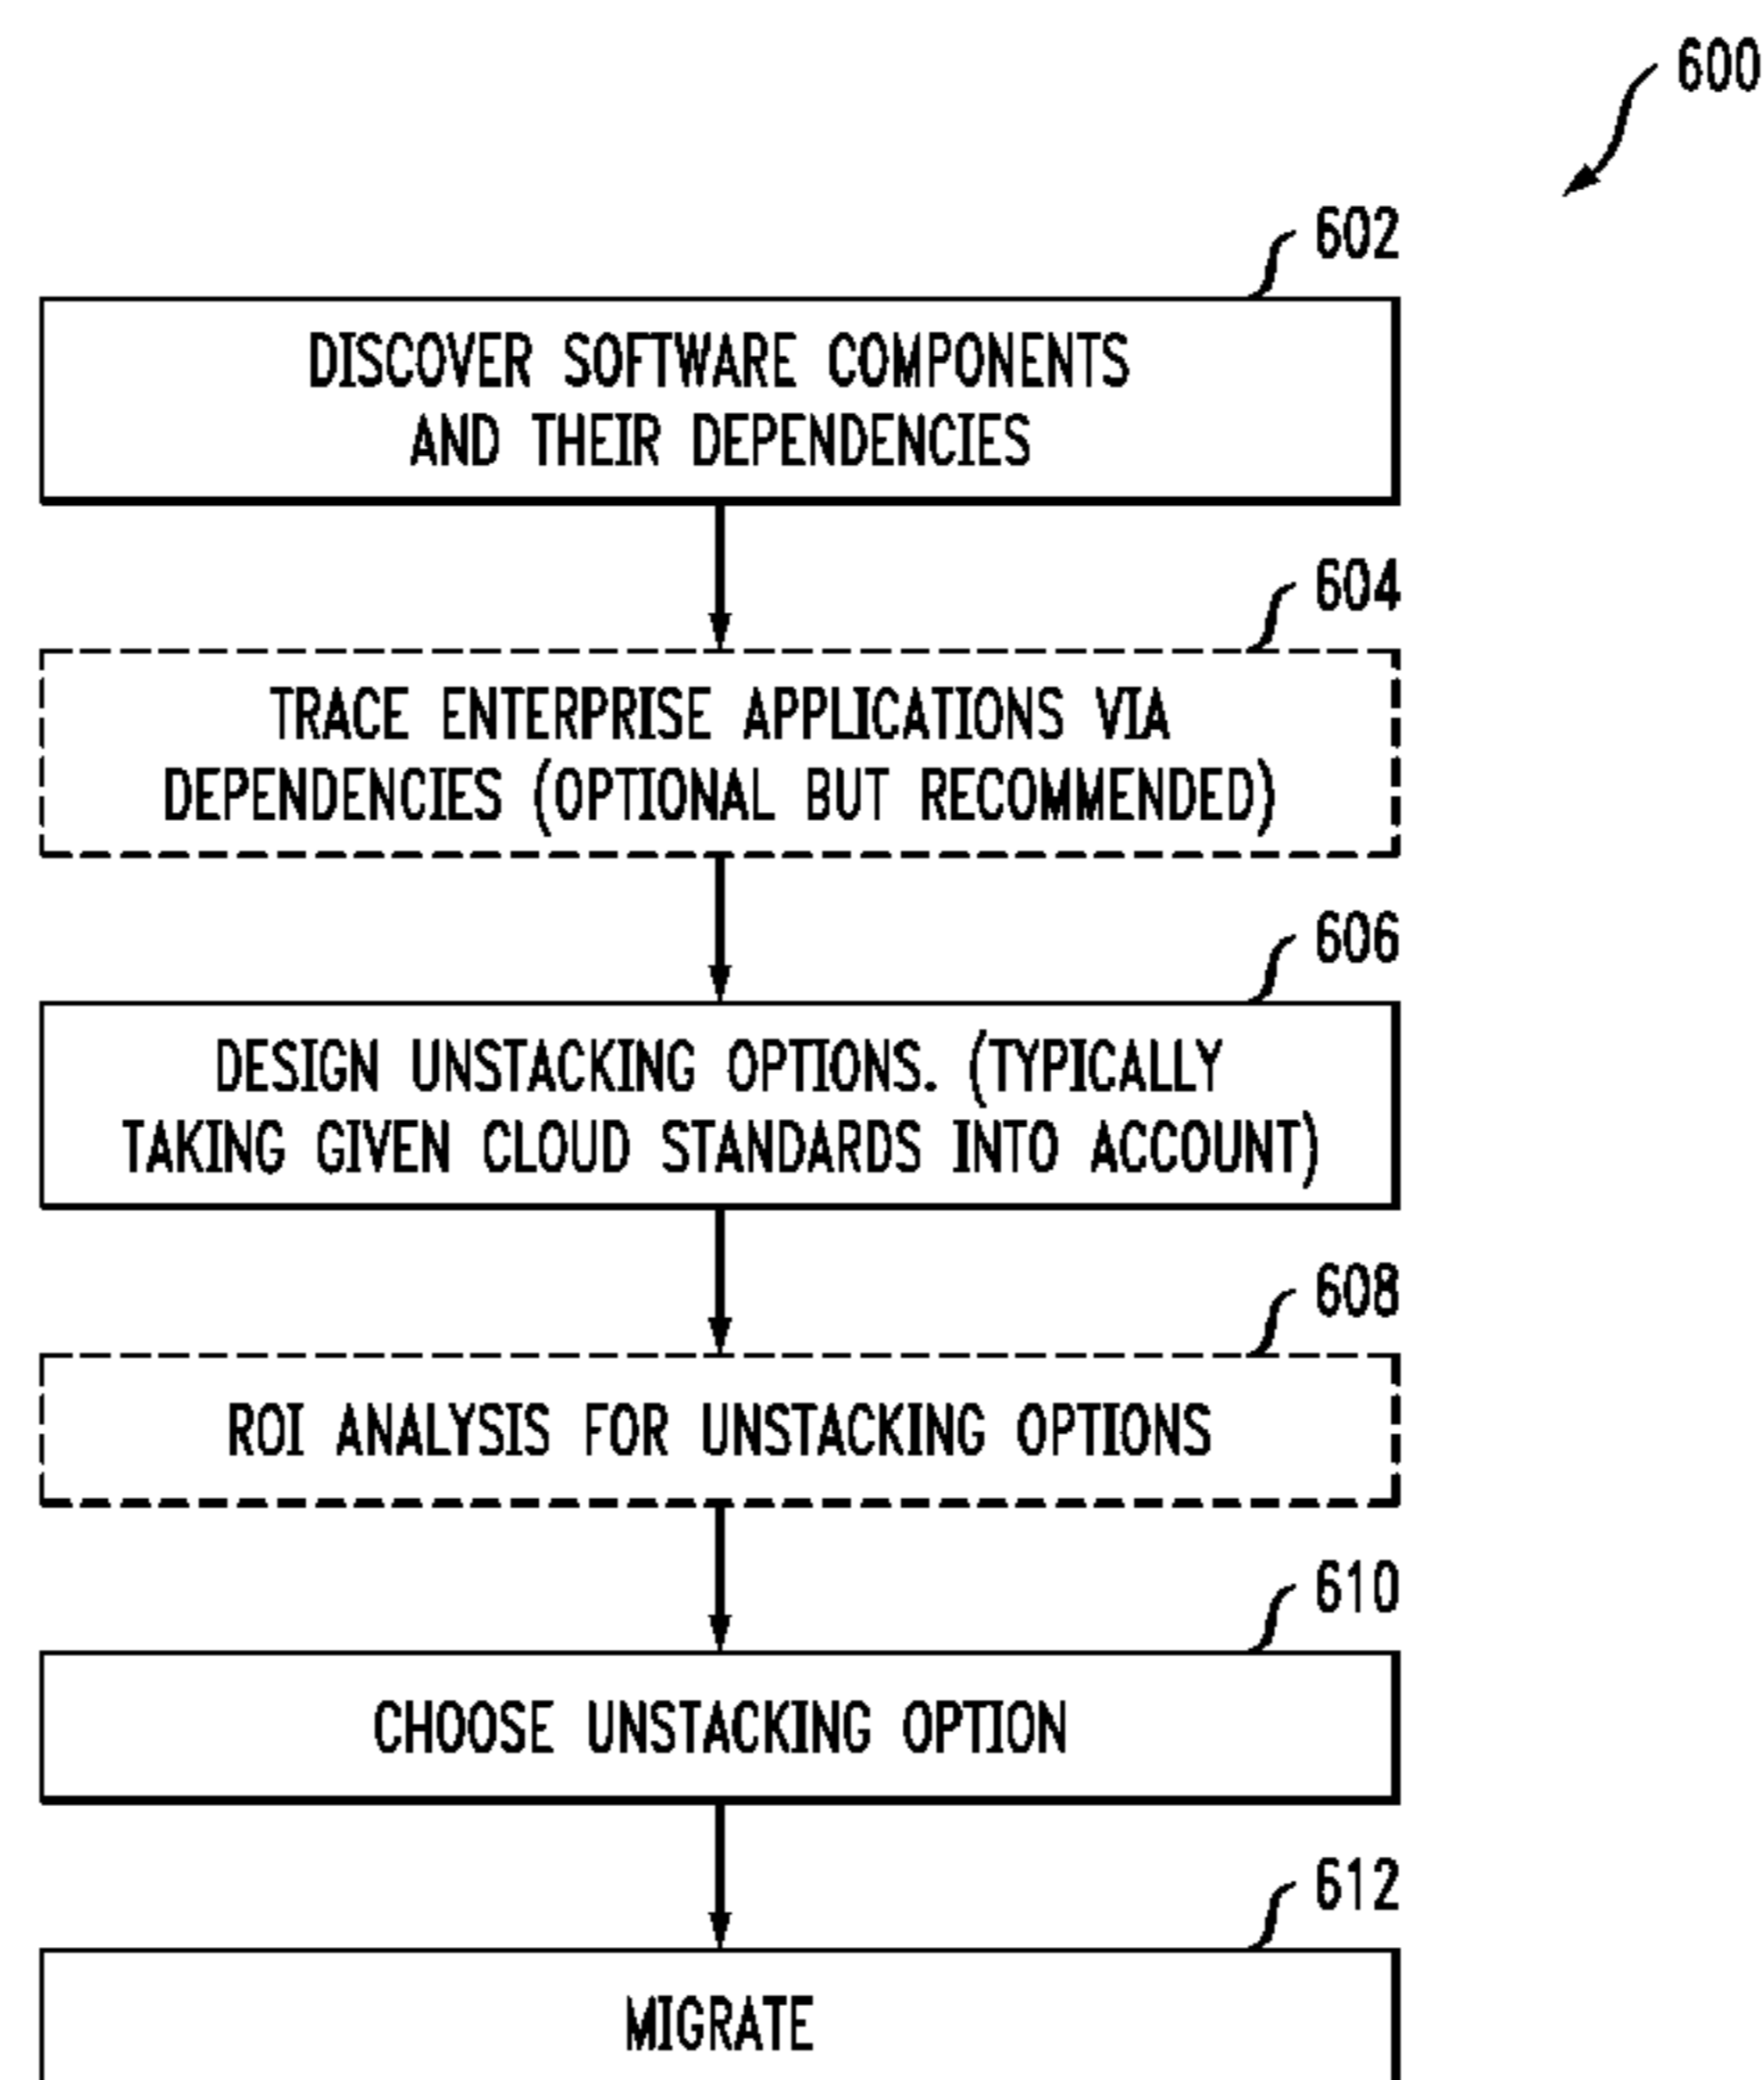 600
602
DISCOVER SOFTWARE COMPONENTS
AND THEIR DEPENDENCIES
604
TRACE ENTERPRISE APPLICATIONS VIA
DEPENDENCIES (OPTIONAL BUT RECOMMENDED)
606
DESIGN UNSTACKING OPTIONS. (TYPICALLY
TAKING GIVEN CLOUD STANDARDS INTO ACCOUNT)
608
ROI ANALYSIS FOR UNSTACKING OPTIONS
610
CHOOSE UNSTACKING OPTION
612
MIGRATE